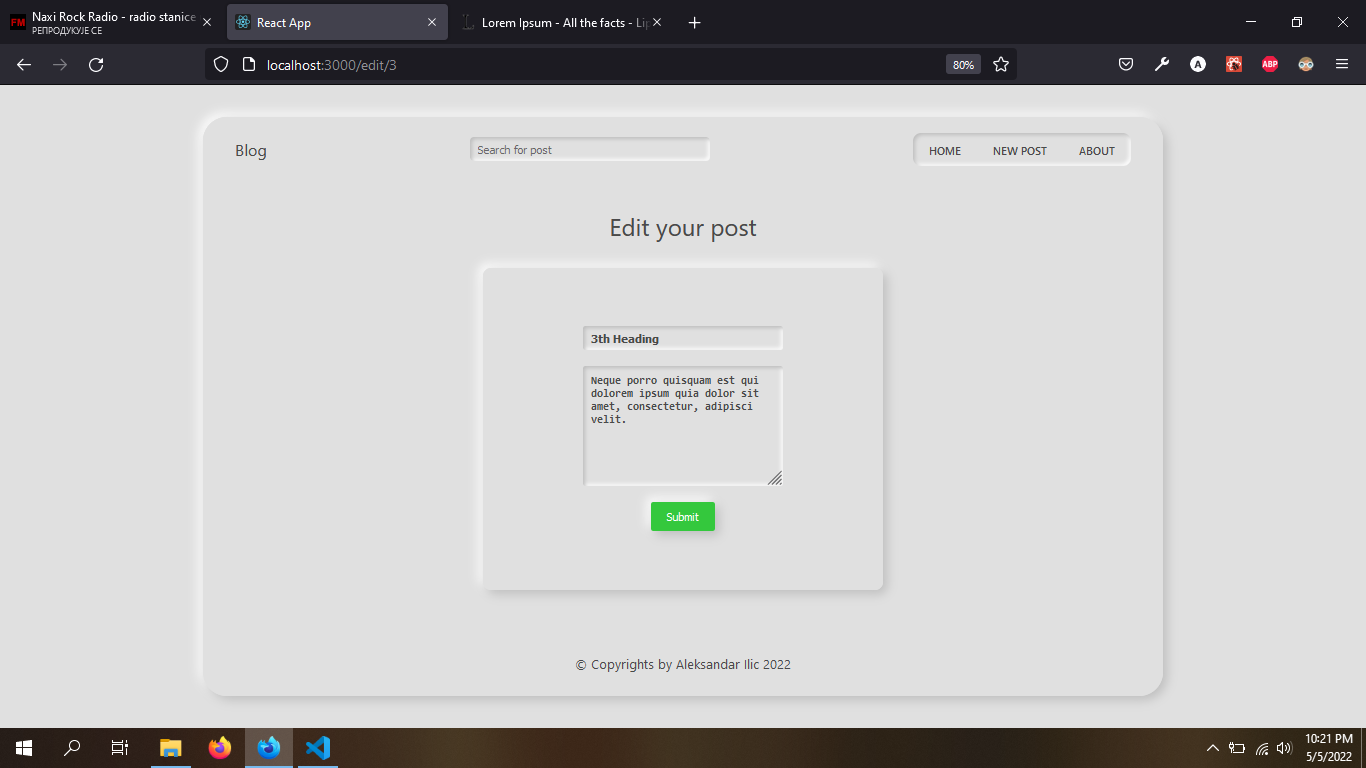 FM
Naxi Rock Radio - radio stanice
РЕПРОДУКУЈЕ СЕ
React App
Lorem Ipsum - All the facts - Lip
localhost:3000/edit/3
80%
A
ABP
Blog
Search for post
HOME
NEW POST
ABOUT
Edit your post
3th Heading
Neque porro quisquam est qui
dolorem ipsum quia dolor sit
amet, consectetur, adipisci
velit.
Submit
© Copyrights by Aleksandar Ilic 2022
10:21 PM
5/5/2022